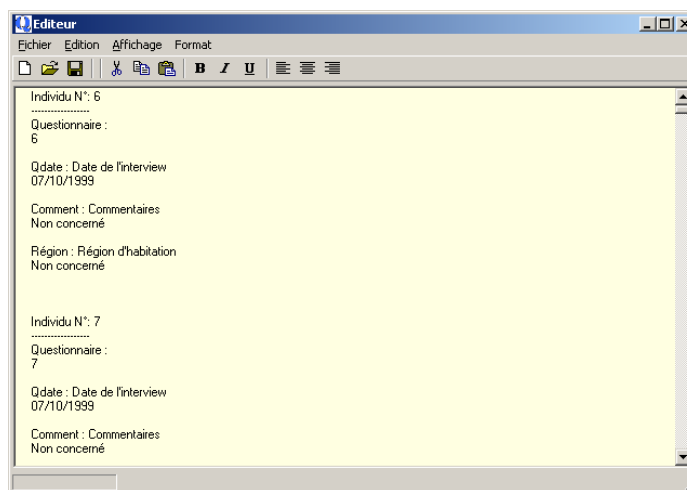 Editeur
Fichier Edition Affichage Format
B I U
Individu N°: 6
------------------
Questionnaire :
6
Qdate : Date de l'interview
07/10/1999
Comment : Commentaires
Non concerné
Région : Région d'habitation
Non concerné
Individu N°: 7
------------------
Questionnaire :
7
Qdate : Date de l'interview
07/10/1999
Comment : Commentaires
Non concerné